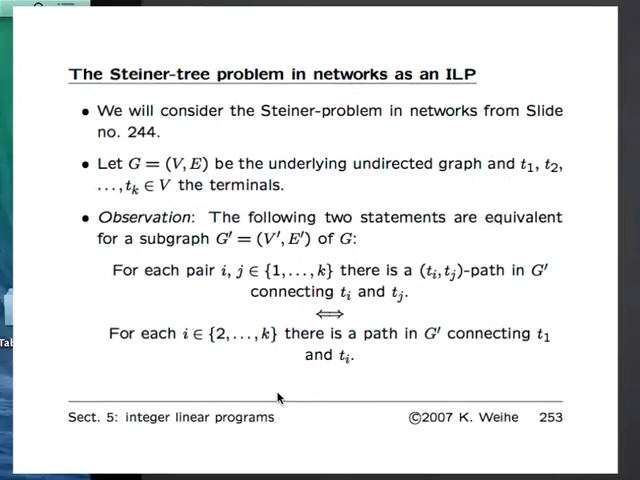 The Steiner-tree problem in networks as an ILP
• We will consider the Steiner-problem in networks from Slide
no. 244.
• Let G = (V, E) be the underlying undirected graph and t₁, t₂,
…, tₖ ∈ V the terminals.
• Observation: The following two statements are equivalent
for a subgraph G′ = (V′, E′) of G:
For each pair i, j ∈ {1, …, k} there is a (tᵢ, tⱼ)-path in G′
connecting tᵢ and tⱼ.
⟺
For each i ∈ {2, …, k} there is a path in G′ connecting t₁
and tᵢ.
Sect. 5: integer linear programs ©2007 K. Weihe 253
Tab